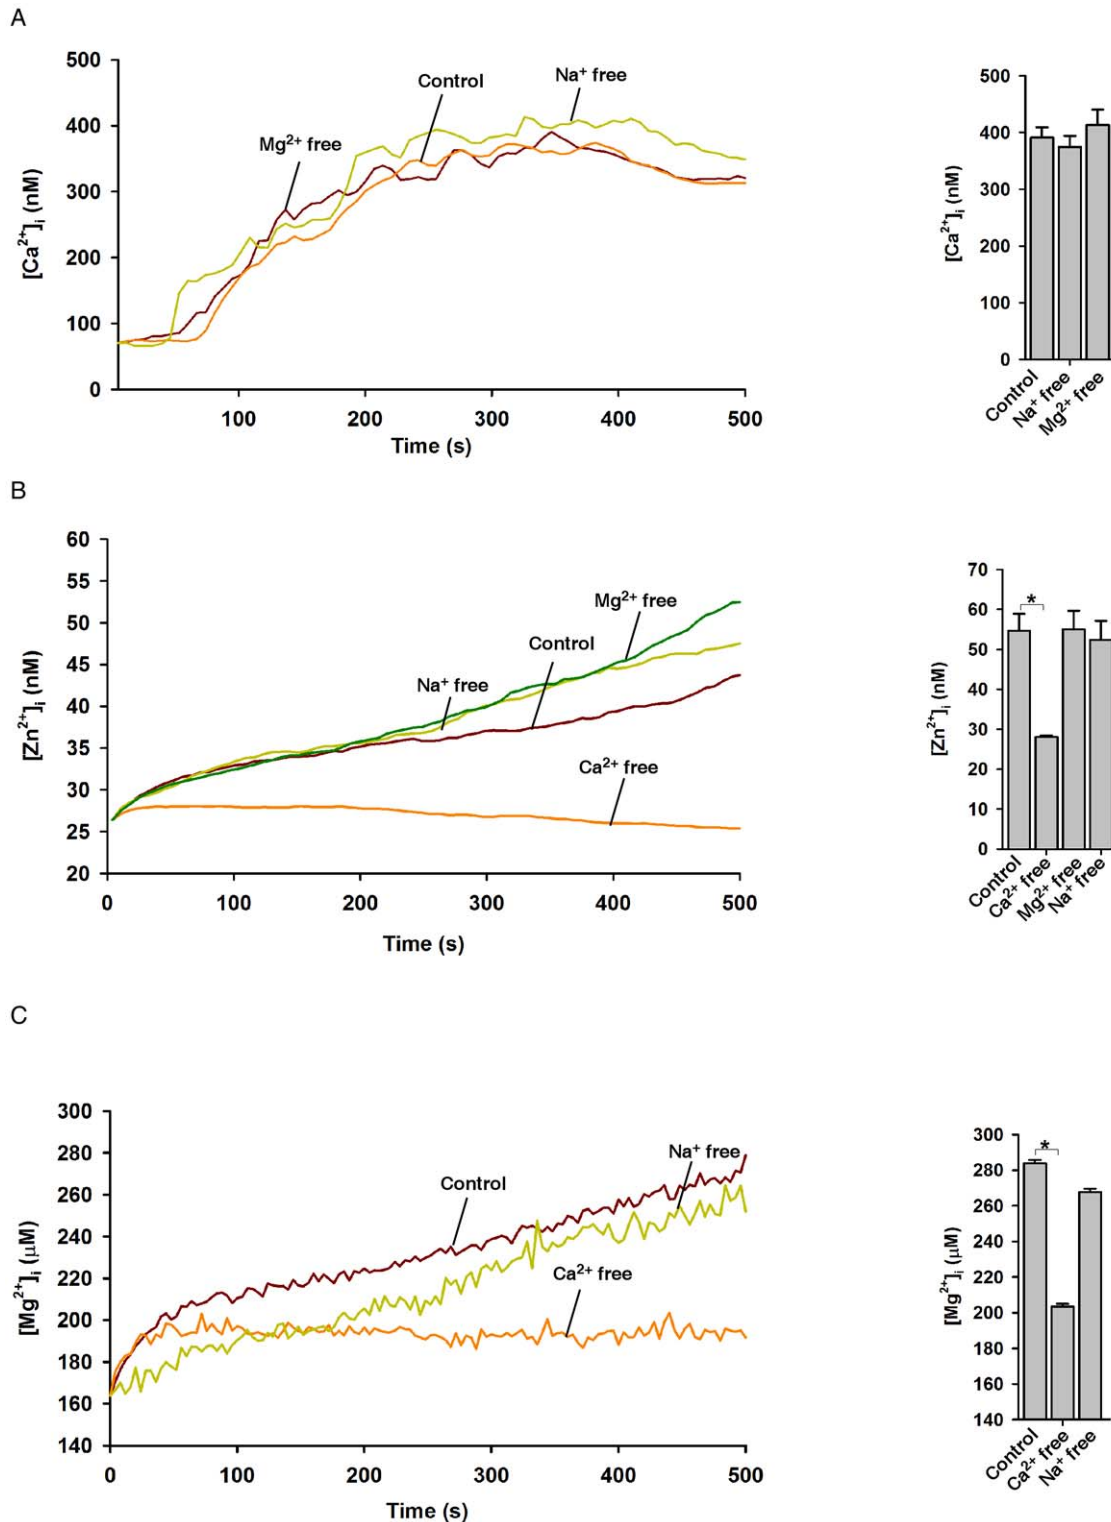 A
500
400
300
200
100
0
[Ca²⁺]ᵢ (nM)
Mg²⁺ free
Control
Na⁺ free
100
200
300
400
500
Time (s)
500
400
300
200
100
0
[Ca²⁺]ᵢ (nM)
Control
Na⁺ free
Mg²⁺ free
B
60
55
50
45
40
35
30
25
20
[Zn²⁺]ᵢ (nM)
Mg²⁺ free
Control
Na⁺ free
Ca²⁺ free
0
100
200
300
400
500
Time (s)
70
60
50
40
30
20
10
0
[Zn²⁺]ᵢ (nM)
*
Control
Ca²⁺ free
Mg²⁺ free
Na⁺ free
C
300
280
260
240
220
200
180
160
140
[Mg²⁺]ᵢ (µM)
Control
Na⁺ free
Ca²⁺ free
0
100
200
300
400
500
Time (s)
300
280
260
240
220
200
180
160
140
[Mg²⁺]ᵢ (µM)
*
Control
Ca²⁺ free
Na⁺ free